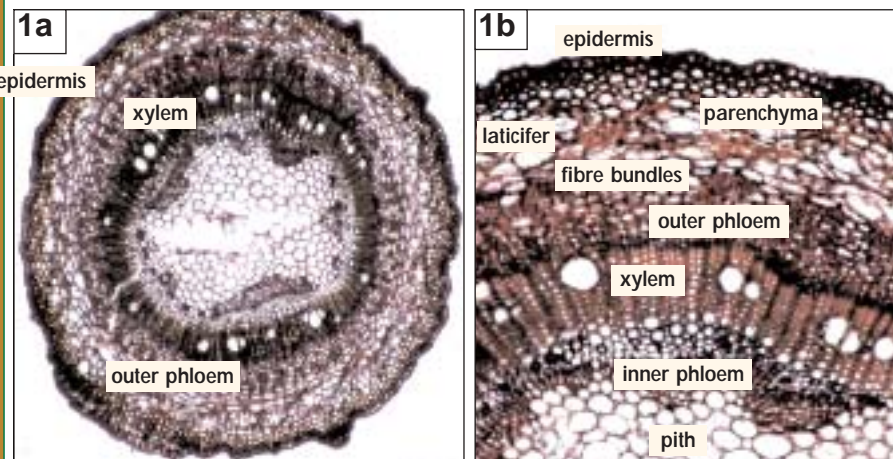 1a
epidermis
xylem
outer phloem
1b
epidermis
parenchyma
laticifer
fibre bundles
outer phloem
xylem
inner phloem
pith